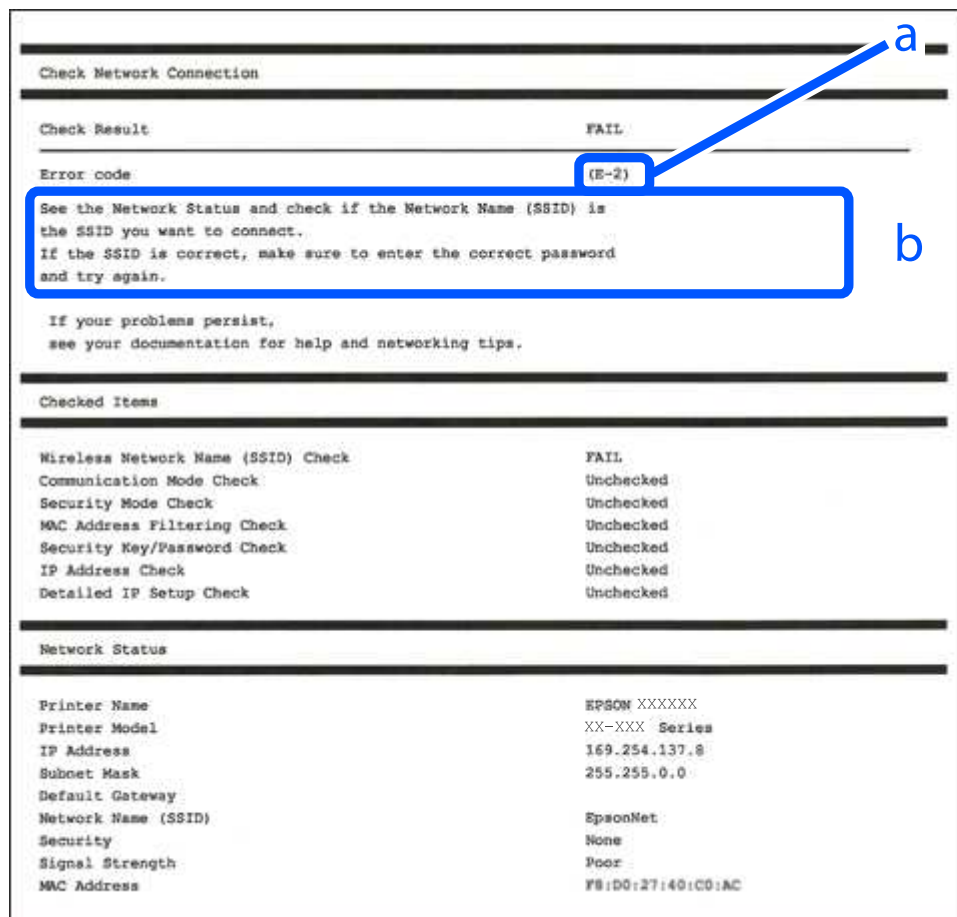 a
Check Network Connection
Check Result FAIL
Error code (E-2)
See the Network Status and check if the Network Name (SSID) is
the SSID you want to connect.
If the SSID is correct, make sure to enter the correct password
and try again.
b
If your problems persist,
see your documentation for help and networking tips.
Checked Items
Wireless Network Name (SSID) Check FAIL
Communication Mode Check Unchecked
Security Mode Check Unchecked
MAC Address Filtering Check Unchecked
Security Key/Password Check Unchecked
IP Address Check Unchecked
Detailed IP Setup Check Unchecked
Network Status
Printer Name EPSON XXXXXX
Printer Model XX-XXX Series
IP Address 169.254.137.8
Subnet Mask 255.255.0.0
Default Gateway
Network Name (SSID) EpsonNet
Security None
Signal Strength Poor
MAC Address F8:D0:27:40:C0:AC